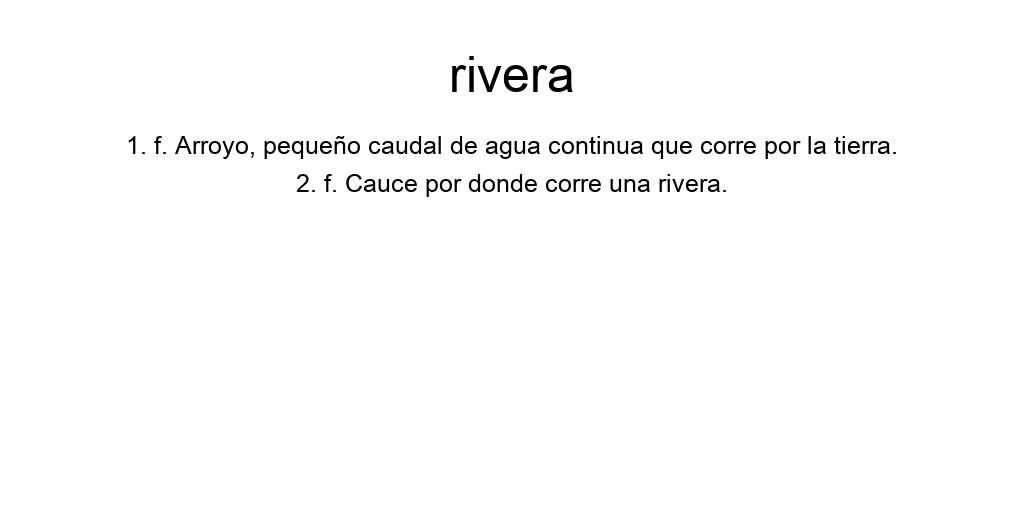 rivera
1. f. Arroyo, pequeño caudal de agua continua que corre por la tierra.
2. f. Cauce por donde corre una rivera.